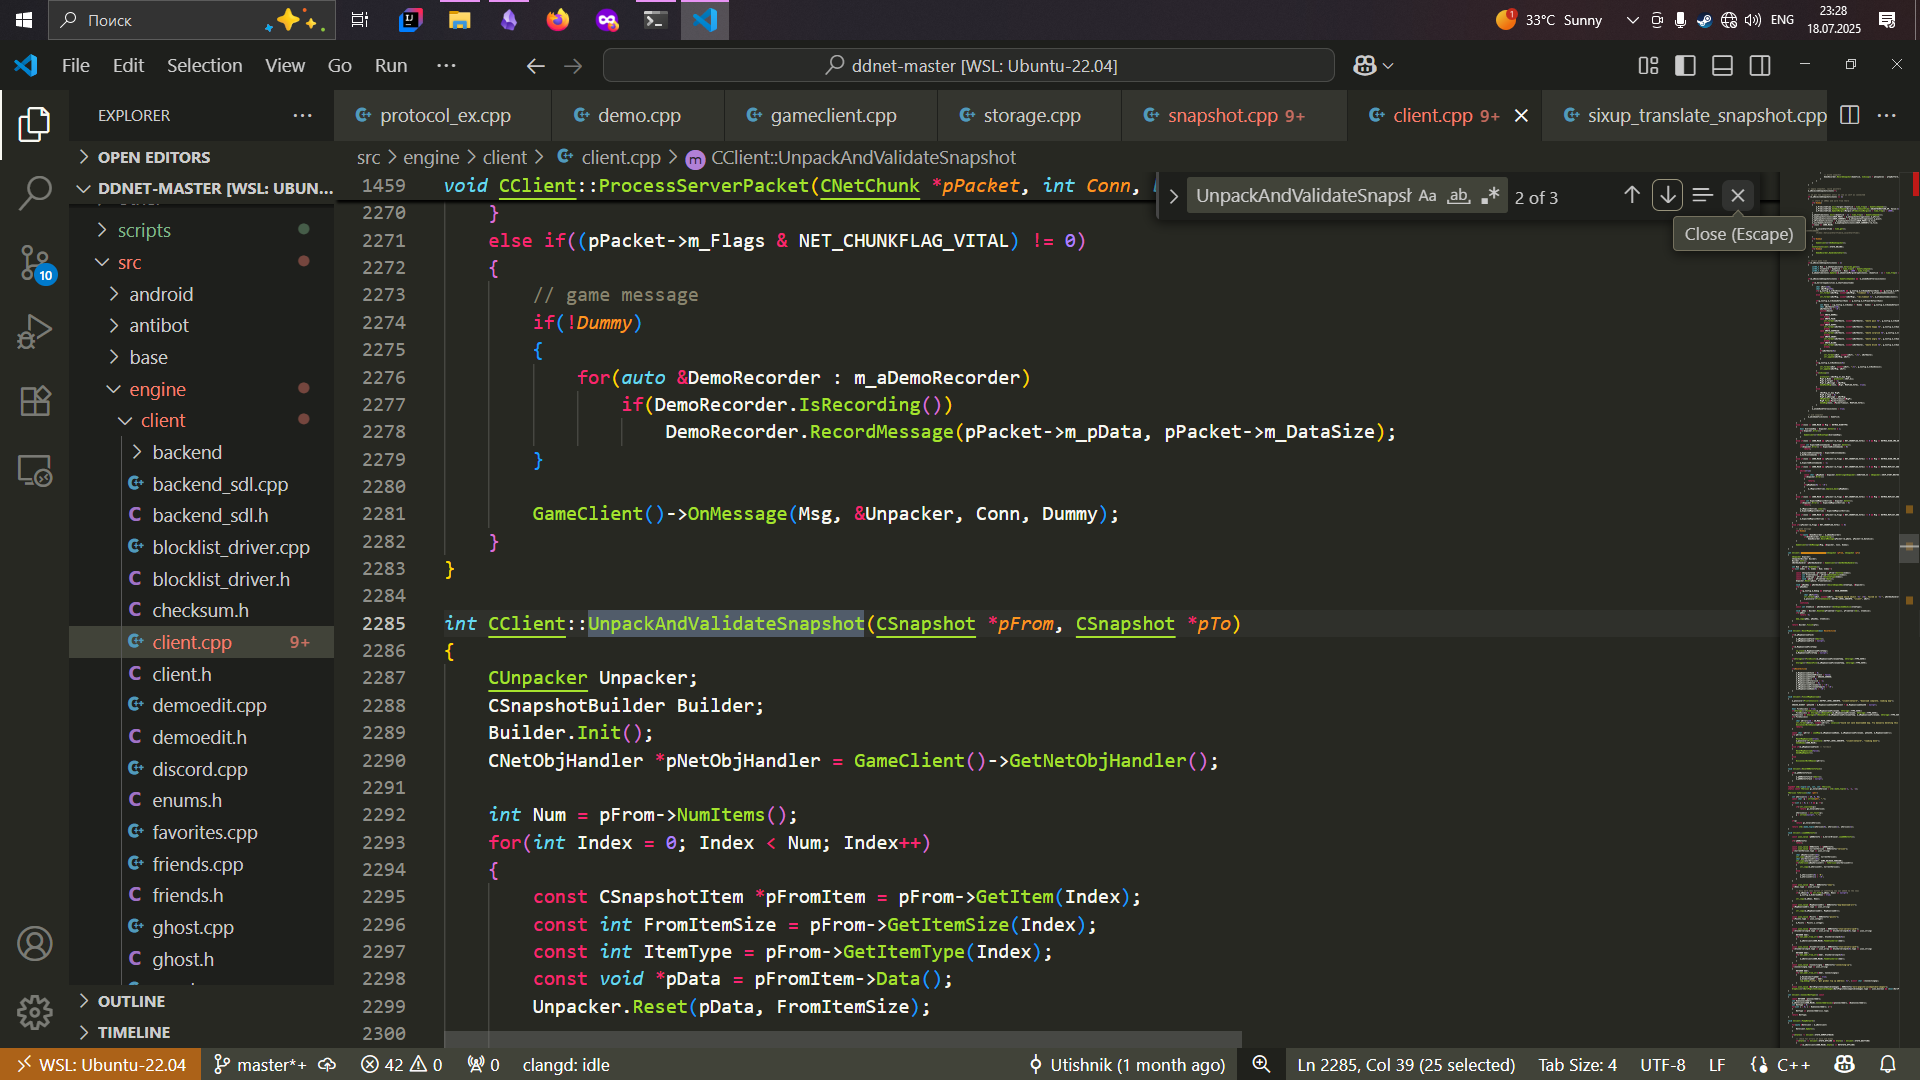 Поиск
33°C Sunny
ENG
23:28
18.07.2025
File Edit Selection View Go Run ···
ddnet-master [WSL: Ubuntu-22.04]
EXPLORER
protocol_ex.cpp
demo.cpp
gameclient.cpp
storage.cpp
snapshot.cpp 9+
client.cpp 9+
sixup_translate_snapshot.cpp
OPEN EDITORS
DDNET-MASTER [WSL: UBUN...
scripts
src
android
antibot
base
engine
client
backend
backend_sdl.cpp
backend_sdl.h
blocklist_driver.cpp
blocklist_driver.h
checksum.h
client.cpp 9+
client.h
demoedit.cpp
demoedit.h
discord.cpp
enums.h
favorites.cpp
friends.cpp
friends.h
ghost.cpp
ghost.h
OUTLINE
TIMELINE
10
src > engine > client > client.cpp > CClient::UnpackAndValidateSnapshot
UnpackAndValidateSnapsh Aa ab .* 2 of 3
Close (Escape)
1459 void CClient::ProcessServerPacket(CNetChunk *pPacket, int Conn,
2270 }
2271 else if((pPacket->m_Flags & NET_CHUNKFLAG_VITAL) != 0)
2272 {
2273 // game message
2274 if(!Dummy)
2275 {
2276 for(auto &DemoRecorder : m_aDemoRecorder)
2277 if(DemoRecorder.IsRecording())
2278 DemoRecorder.RecordMessage(pPacket->m_pData, pPacket->m_DataSize);
2279 }
2280
2281 GameClient()->OnMessage(Msg, &Unpacker, Conn, Dummy);
2282 }
2283 }
2284
2285 int CClient::UnpackAndValidateSnapshot(CSnapshot *pFrom, CSnapshot *pTo)
2286 {
2287 CUnpacker Unpacker;
2288 CSnapshotBuilder Builder;
2289 Builder.Init();
2290 CNetObjHandler *pNetObjHandler = GameClient()->GetNetObjHandler();
2291
2292 int Num = pFrom->NumItems();
2293 for(int Index = 0; Index < Num; Index++)
2294 {
2295 const CSnapshotItem *pFromItem = pFrom->GetItem(Index);
2296 const int FromItemSize = pFrom->GetItemSize(Index);
2297 const int ItemType = pFrom->GetItemType(Index);
2298 const void *pData = pFromItem->Data();
2299 Unpacker.Reset(pData, FromItemSize);
2300
WSL: Ubuntu-22.04 master*+ 42 0 0 clangd: idle Utishnik (1 month ago) Ln 2285, Col 39 (25 selected) Tab Size: 4 UTF-8 LF C++